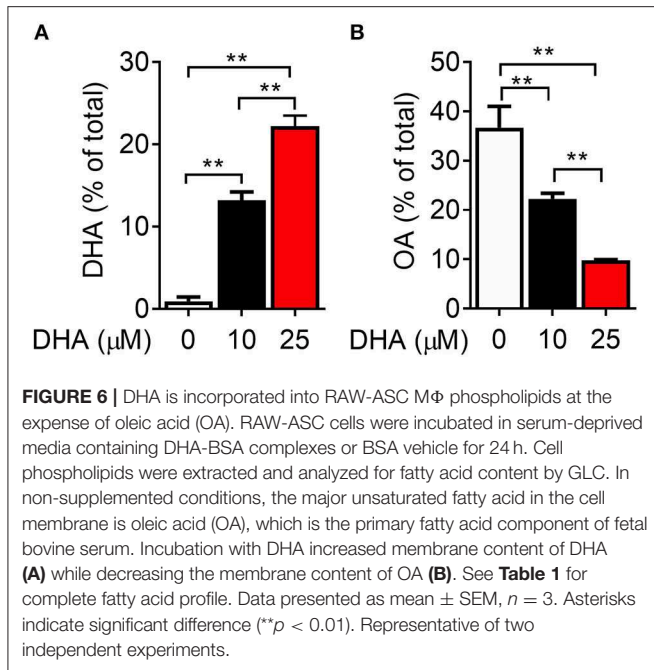 A
B
30
20
10
0
DHA (% of total)
**
**
**
DHA (μM) 0 10 25
50
40
30
20
10
0
OA (% of total)
**
**
**
DHA (μM) 0 10 25
FIGURE 6 | DHA is incorporated into RAW-ASC MΦ phospholipids at the
expense of oleic acid (OA). RAW-ASC cells were incubated in serum-deprived
media containing DHA-BSA complexes or BSA vehicle for 24 h. Cell
phospholipids were extracted and analyzed for fatty acid content by GLC. In
non-supplemented conditions, the major unsaturated fatty acid in the cell
membrane is oleic acid (OA), which is the primary fatty acid component of fetal
bovine serum. Incubation with DHA increased membrane content of DHA
(A) while decreasing the membrane content of OA (B). See Table 1 for
complete fatty acid profile. Data presented as mean ± SEM, n = 3. Asterisks
indicate significant difference (**p < 0.01). Representative of two
independent experiments.